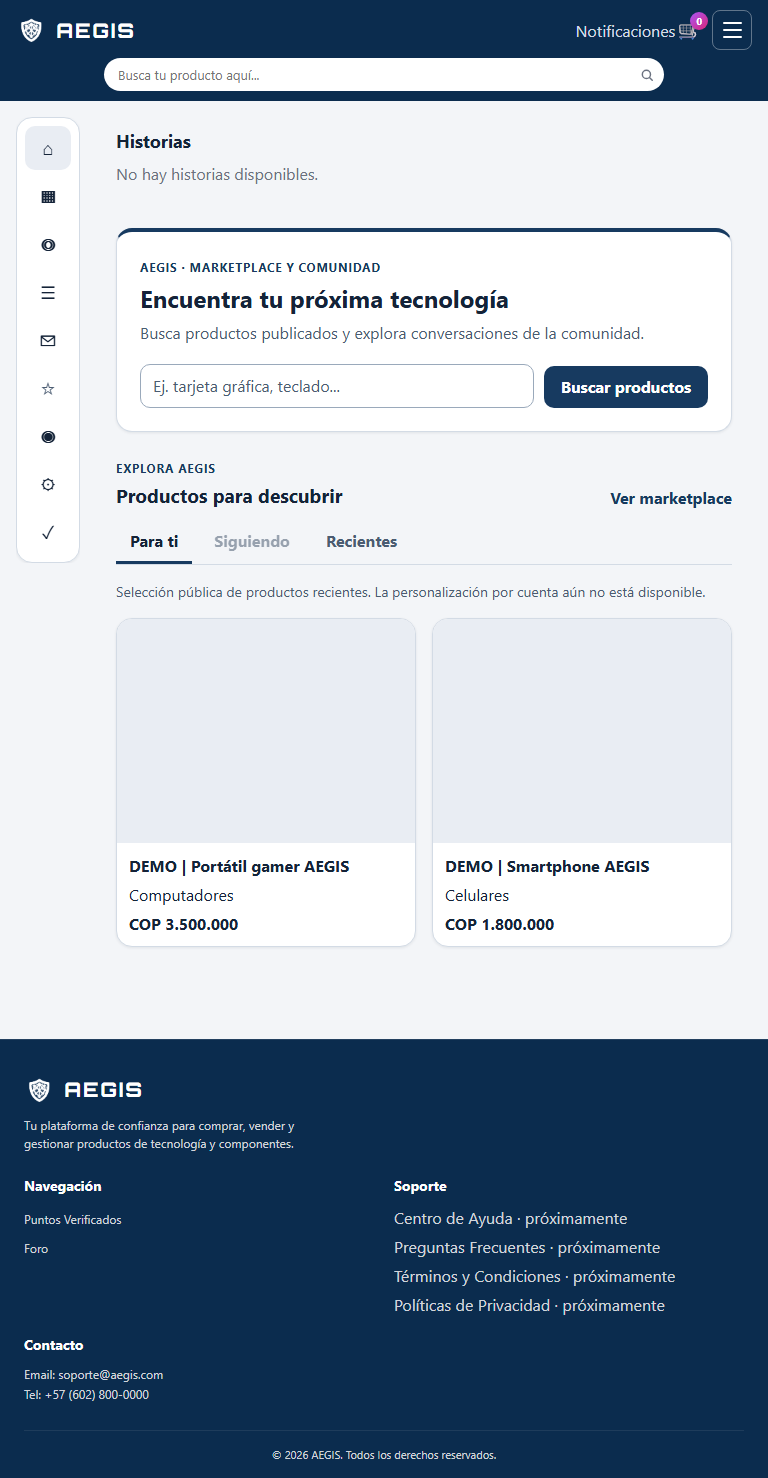 AEGIS
Notificaciones
0
Busca tu producto aquí...
Historias
No hay historias disponibles.
AEGIS · MARKETPLACE Y COMUNIDAD
Encuentra tu próxima tecnología
Busca productos publicados y explora conversaciones de la comunidad.
Ej. tarjeta gráfica, teclado...
Buscar productos
EXPLORA AEGIS
Productos para descubrir
Ver marketplace
Para ti
Siguiendo
Recientes
Selección pública de productos recientes. La personalización por cuenta aún no está disponible.
DEMO | Portátil gamer AEGIS
Computadores
COP 3.500.000
DEMO | Smartphone AEGIS
Celulares
COP 1.800.000
AEGIS
Tu plataforma de confianza para comprar, vender y
gestionar productos de tecnología y componentes.
Navegación
Puntos Verificados
Foro
Soporte
Centro de Ayuda · próximamente
Preguntas Frecuentes · próximamente
Términos y Condiciones · próximamente
Políticas de Privacidad · próximamente
Contacto
Email: soporte@aegis.com
Tel: +57 (602) 800-0000
© 2026 AEGIS. Todos los derechos reservados.